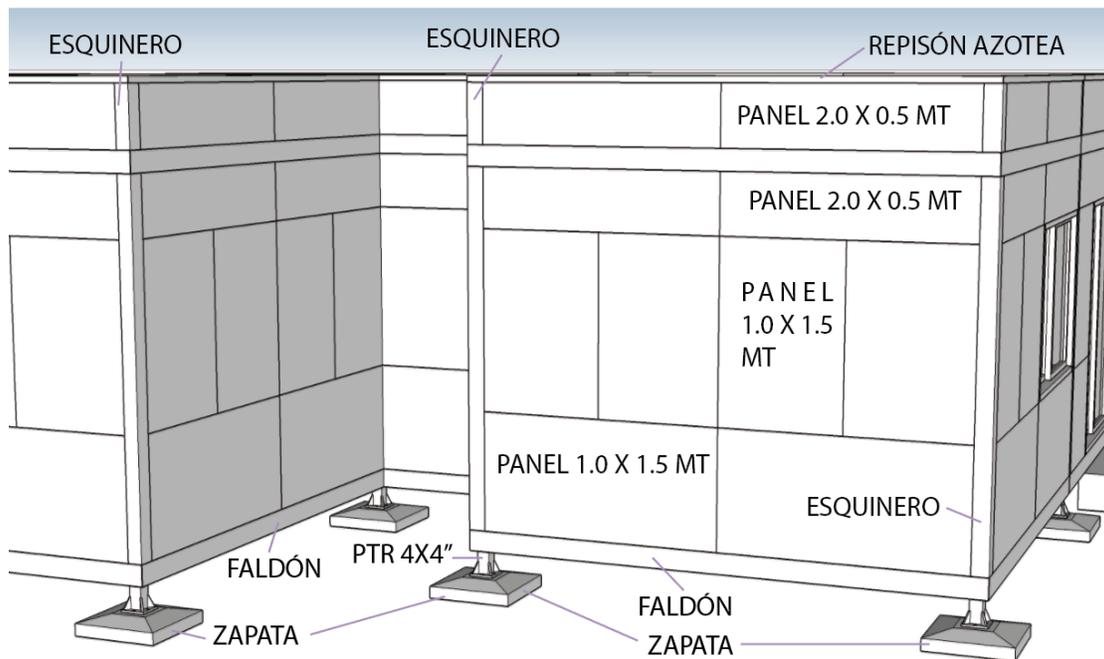 ESQUINERO
ESQUINERO
REPISÓN AZOTEA
PANEL 2.0 X 0.5 MT
PANEL 2.0 X 0.5 MT
PANEL
1.0 X 1.5
MT
PANEL 1.0 X 1.5 MT
ESQUINERO
PTR 4X4”
FALDÓN
FALDÓN
ZAPATA
ZAPATA